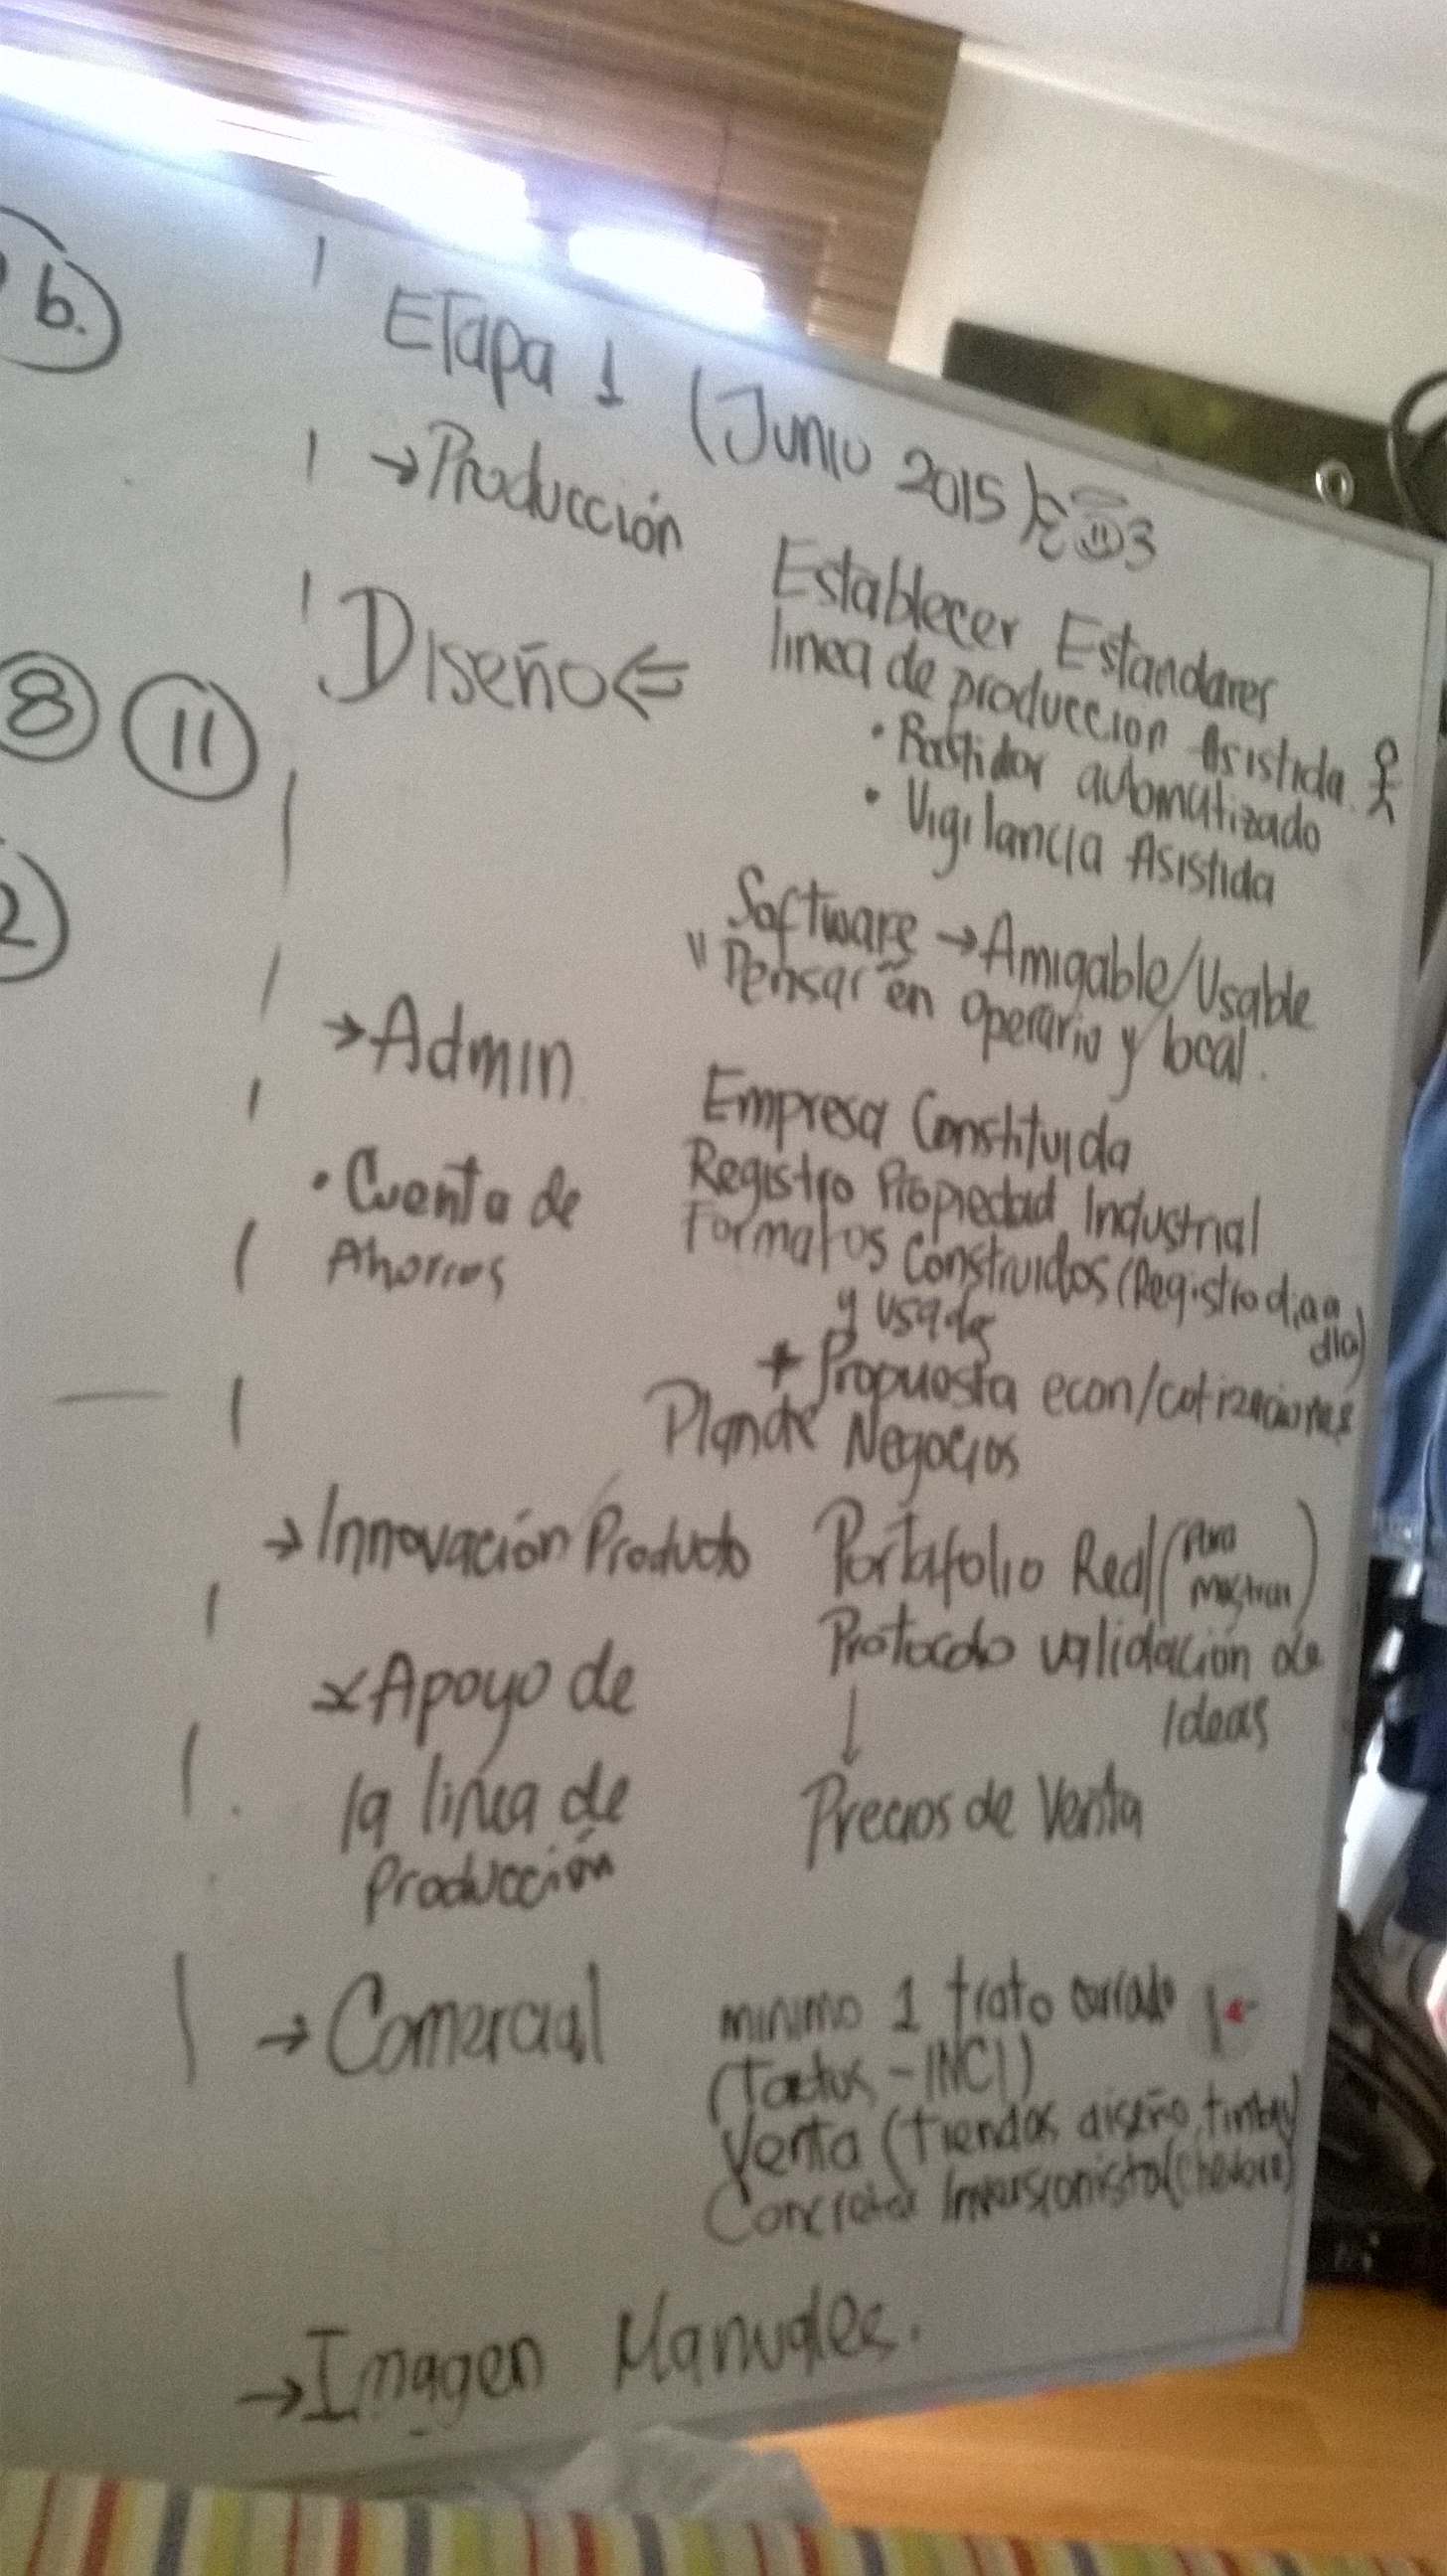 b.
8 11
2
Etapa 1 (Junio 2015)
→ Producción
Diseño ⇐
Establecer Estandares
linea de produccion Asistida.
• Bastidor automatizado
• Vigilancia Asistida
Software → Amigable/Usable
"Pensar en operario y local.
→ Admin
• Cuenta de
Ahorros
Empresa Constituida
Registro Propiedad Industrial
Formatos Construidos (Registro dia a
dia)
y usados
+ Propuesta econ/cotizaciones
Plan de Negocios
→ Innovación Producto
x Apoyo de
la linea de
Producción
Portafolio Real (Para
mostrar)
Protocolo validación de
Ideas
↓
Precios de Venta
→ Comercial
minimo 1 trato cerrado
(Tactus - INCI)
Venta (Tiendas diseño,
Concretar Inversionista
→ Imagen Manuales.